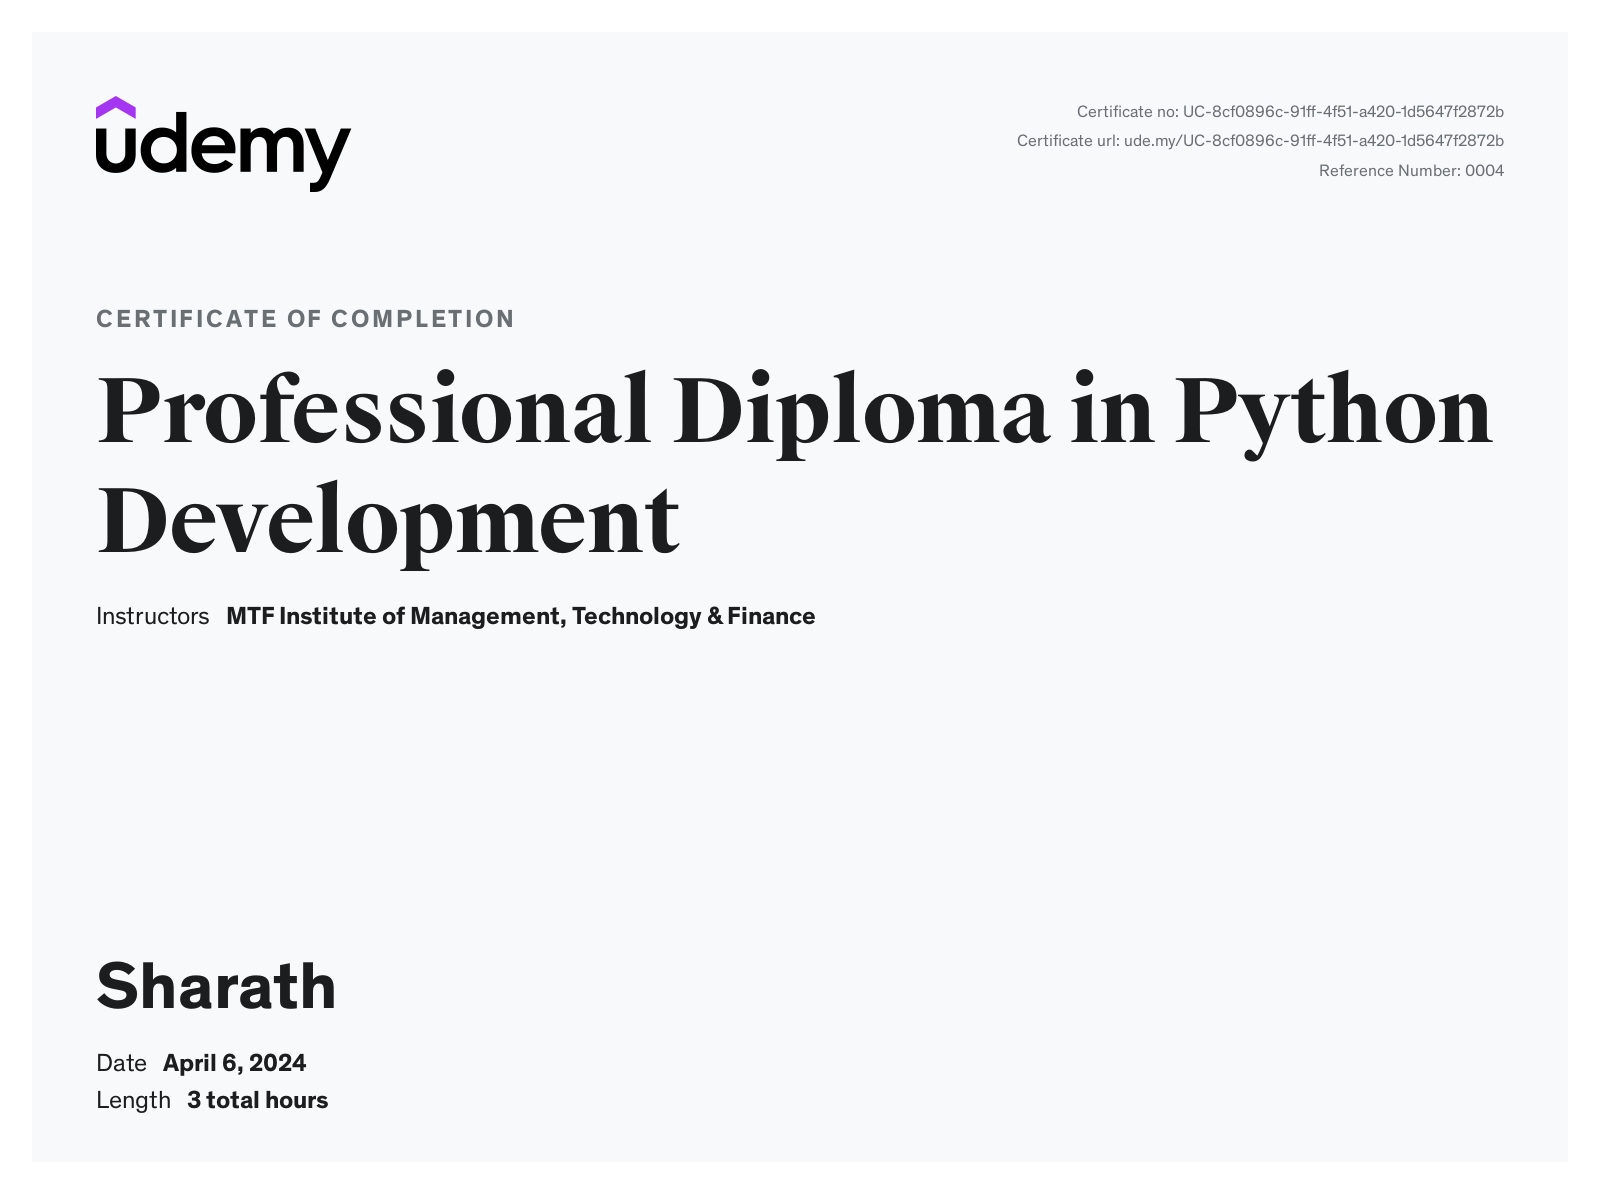 udemy
Certificate no: UC-8cf0896c-91ff-4f51-a420-1d5647f2872b
Certificate url: ude.my/UC-8cf0896c-91ff-4f51-a420-1d5647f2872b
Reference Number: 0004
CERTIFICATE OF COMPLETION
Professional Diploma in Python
Development
Instructors MTF Institute of Management, Technology & Finance
Sharath
Date April 6, 2024
Length 3 total hours